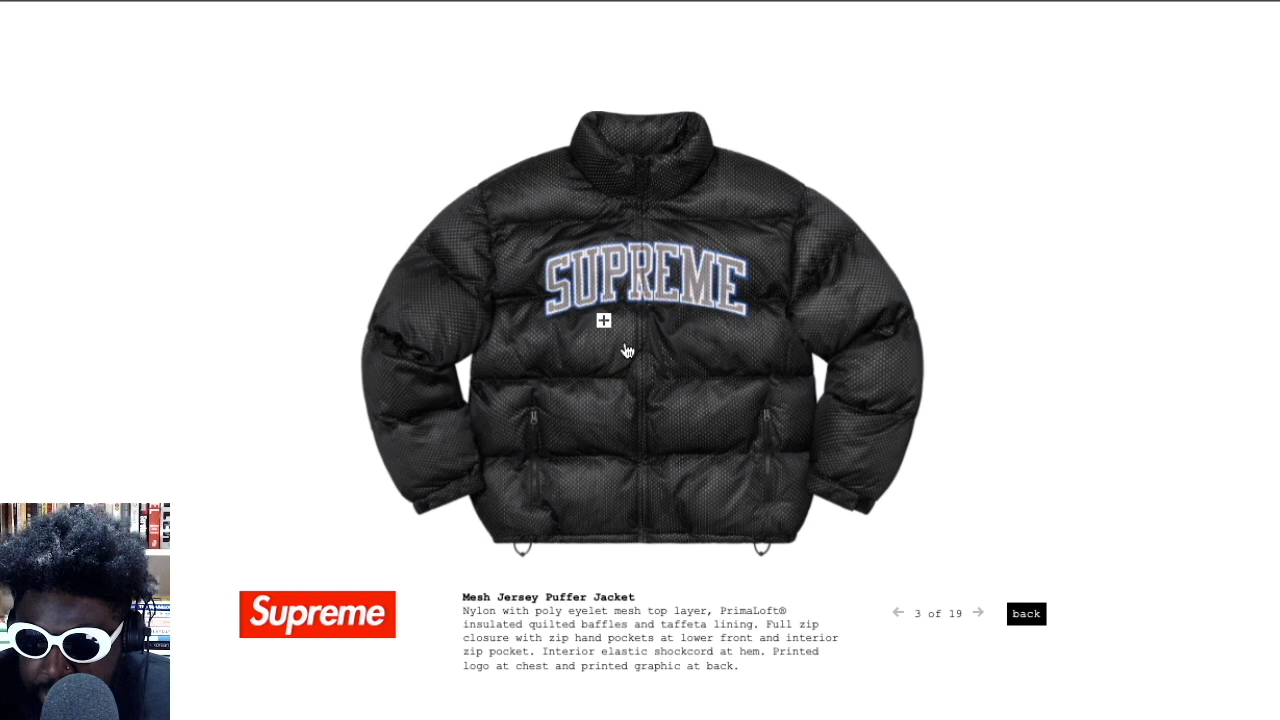 SUPREME
Supreme
Mesh Jersey Puffer Jacket
Nylon with poly eyelet mesh top layer, PrimaLoft®
insulated quilted baffles and taffeta lining. Full zip
closure with zip hand pockets at lower front and interior
zip pocket. Interior elastic shockcord at hem. Printed
logo at chest and printed graphic at back.
3 of 19
back